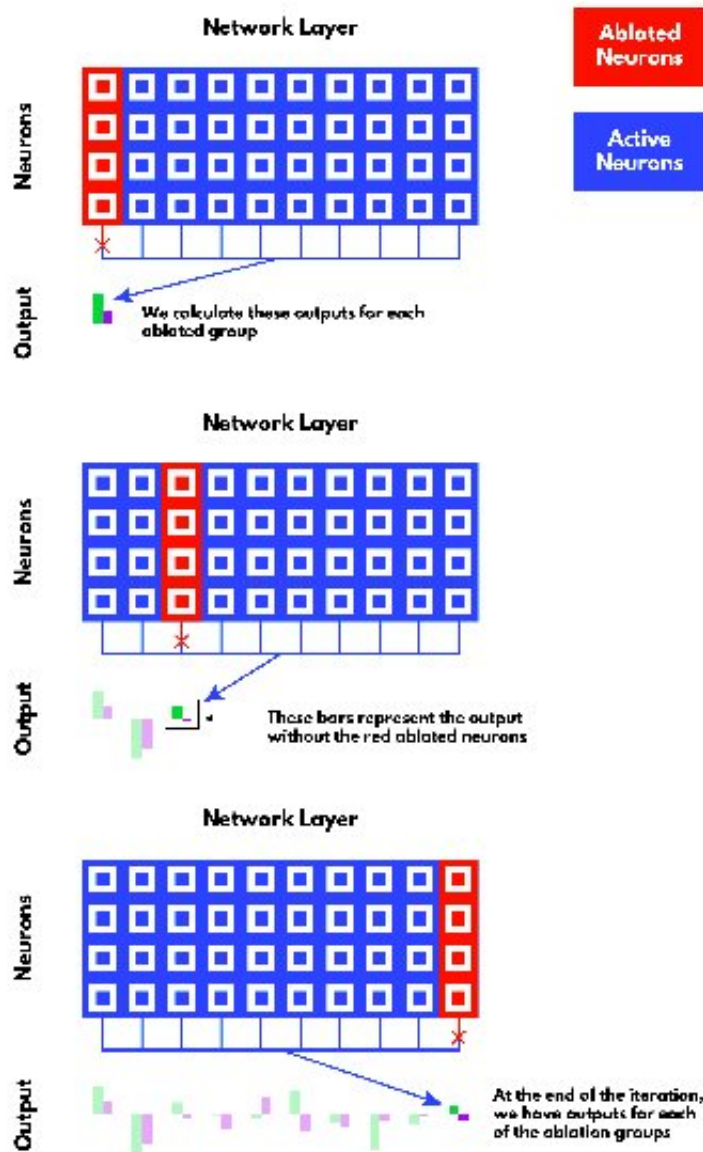 Network Layer
Ablated
Neurons
Active
Neurons
Neurons
Output
We calculate these outputs for each
ablated group
Network Layer
Neurons
Output
These bars represent the output
without the red ablated neurons
Network Layer
Neurons
Output
At the end of the iteration,
we have outputs for each
of the ablation groups